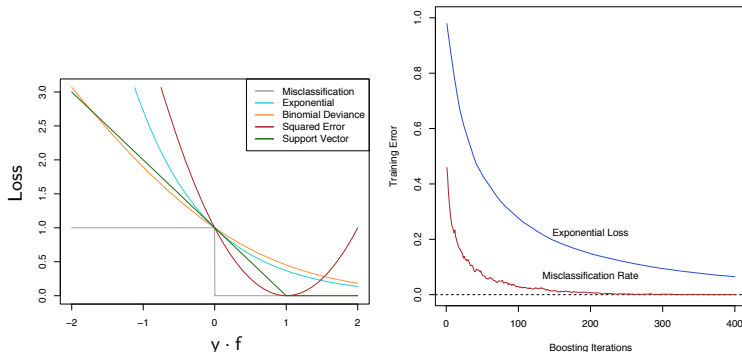 Loss
3.0
2.5
2.0
1.5
1.0
0.5
0.0
Misclassification
Exponential
Binomial Deviance
Squared Error
Support Vector
−2 −1 0 1 2
y · f
Training Error
1.0
0.8
0.6
0.4
0.2
0.0
Exponential Loss
Misclassification Rate
0 100 200 300 400
Boosting Iterations